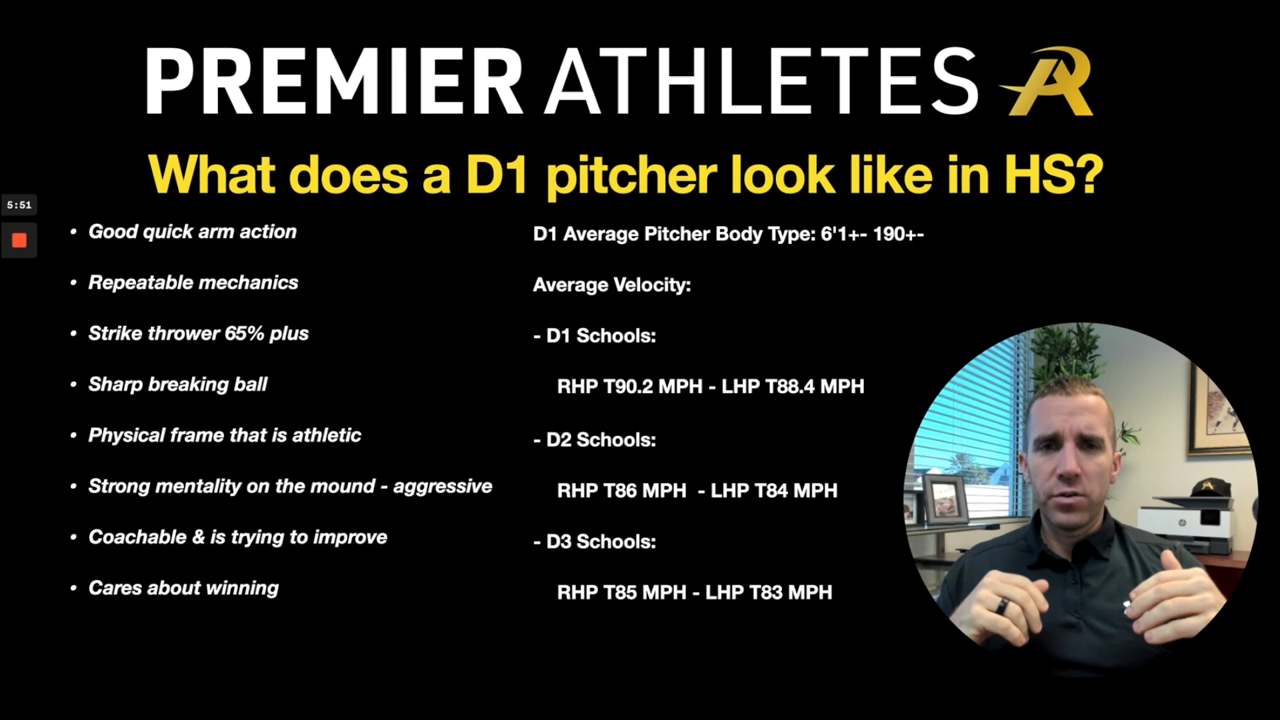 PREMIER ATHLETES
What does a D1 pitcher look like in HS?
5:51
• Good quick arm action
• Repeatable mechanics
• Strike thrower 65% plus
• Sharp breaking ball
• Physical frame that is athletic
• Strong mentality on the mound - aggressive
• Coachable & is trying to improve
• Cares about winning
D1 Average Pitcher Body Type: 6'1+- 190+-
Average Velocity:
- D1 Schools:
RHP T90.2 MPH - LHP T88.4 MPH
- D2 Schools:
RHP T86 MPH - LHP T84 MPH
- D3 Schools:
RHP T85 MPH - LHP T83 MPH
hp